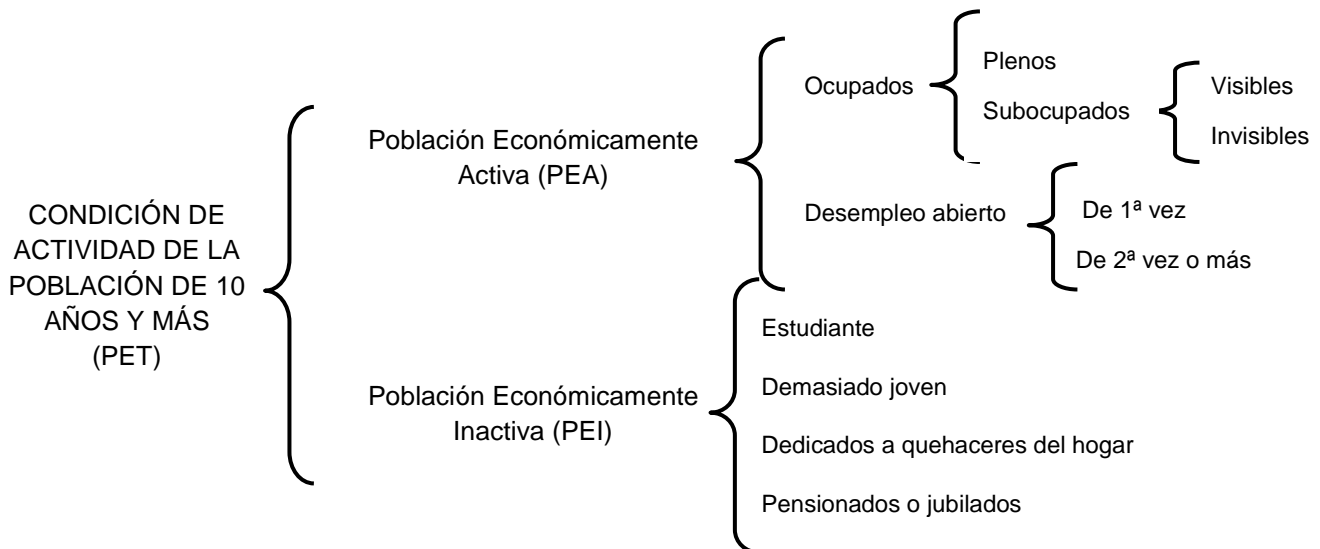 CONDICIÓN DE
ACTIVIDAD DE LA
POBLACIÓN DE 10
AÑOS Y MÁS
(PET)
Población Económicamente
Activa (PEA)
Ocupados
Plenos
Subocupados
Visibles
Invisibles
Desempleo abierto
De 1ª vez
De 2ª vez o más
Población Económicamente
Inactiva (PEI)
Estudiante
Demasiado joven
Dedicados a quehaceres del hogar
Pensionados o jubilados